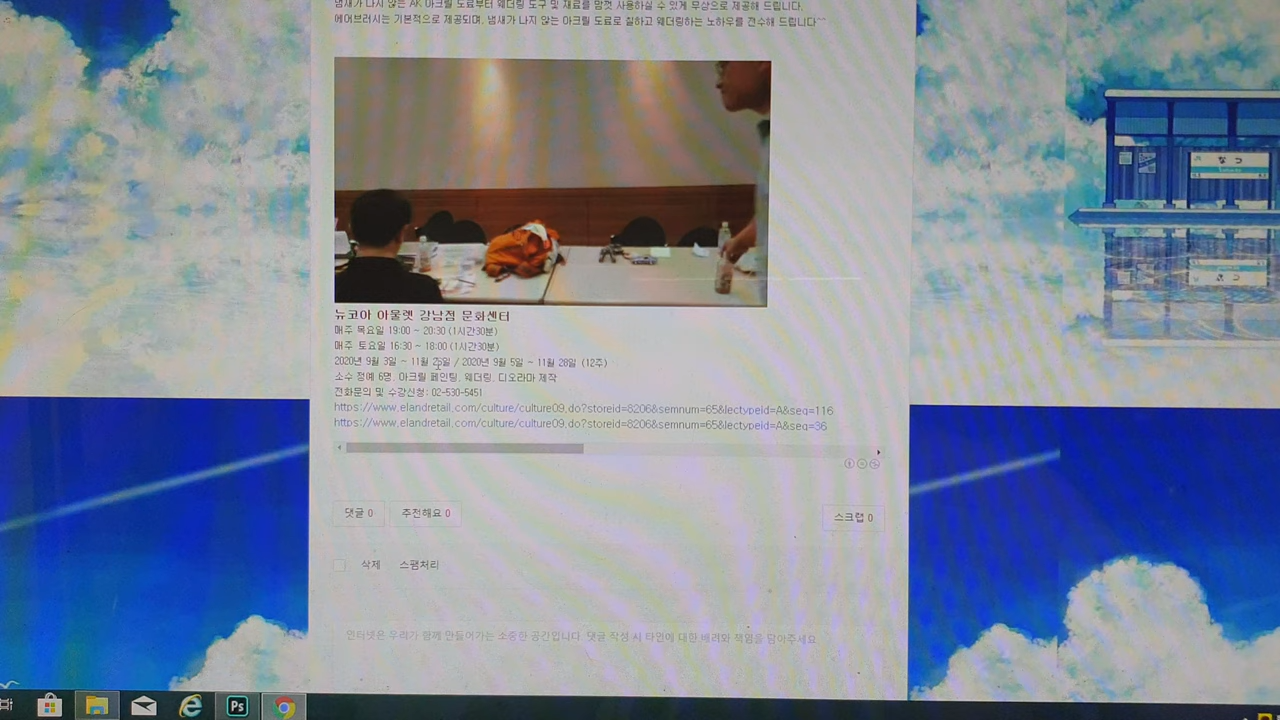 냄새가 나지 않는 AK 아크릴 도료부터 웨더링 도구 및 재료를 맘껏 사용하실 수 있게 무상으로 제공해 드립니다.
에어브러시는 기본적으로 제공되며, 냄새가 나지 않는 아크릴 도료로 칠하고 웨더링하는 노하우를 전수해 드립니다^^
なつ
뉴코아 아울렛 강남점 문화센터
매주 목요일 19:00 ~ 20:30 (1시간30분)
매주 토요일 16:30 ~ 18:00 (1시간30분)
2020년 9월 3일 ~ 11월 26일 / 2020년 9월 5일 ~ 11월 28일 (12주)
소수 정예 6명. 아크릴 페인팅, 웨더링, 디오라마 제작
전화문의 및 수강신청: 02-530-5451
https://www.elandretail.com/culture/culture09.do?storeid=8206&semnum=65&lectypeid=A&seq=116
https://www.elandretail.com/culture/culture09.do?storeid=8206&semnum=65&lectypeid=A&seq=36
댓글 0 추천해요 0 스크랩 0
삭제 스팸처리
인터넷은 우리가 함께 만들어가는 소중한 공간입니다. 댓글 작성 시 타인에 대한 배려와 책임을 담아주세요.
Ps